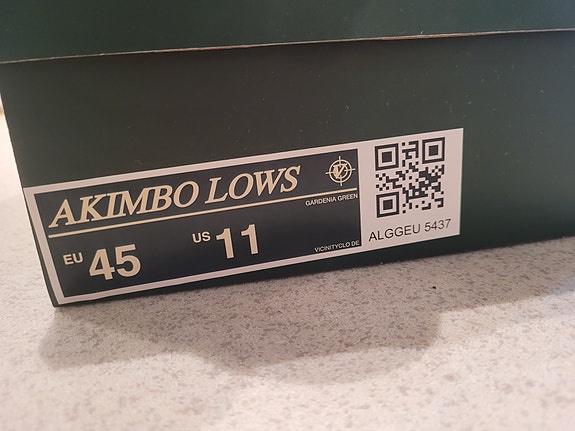 AKIMBO LOWS
GARDENIA GREEN
EU 45
US 11
VICINITYCLO DE
ALGGEU 5437